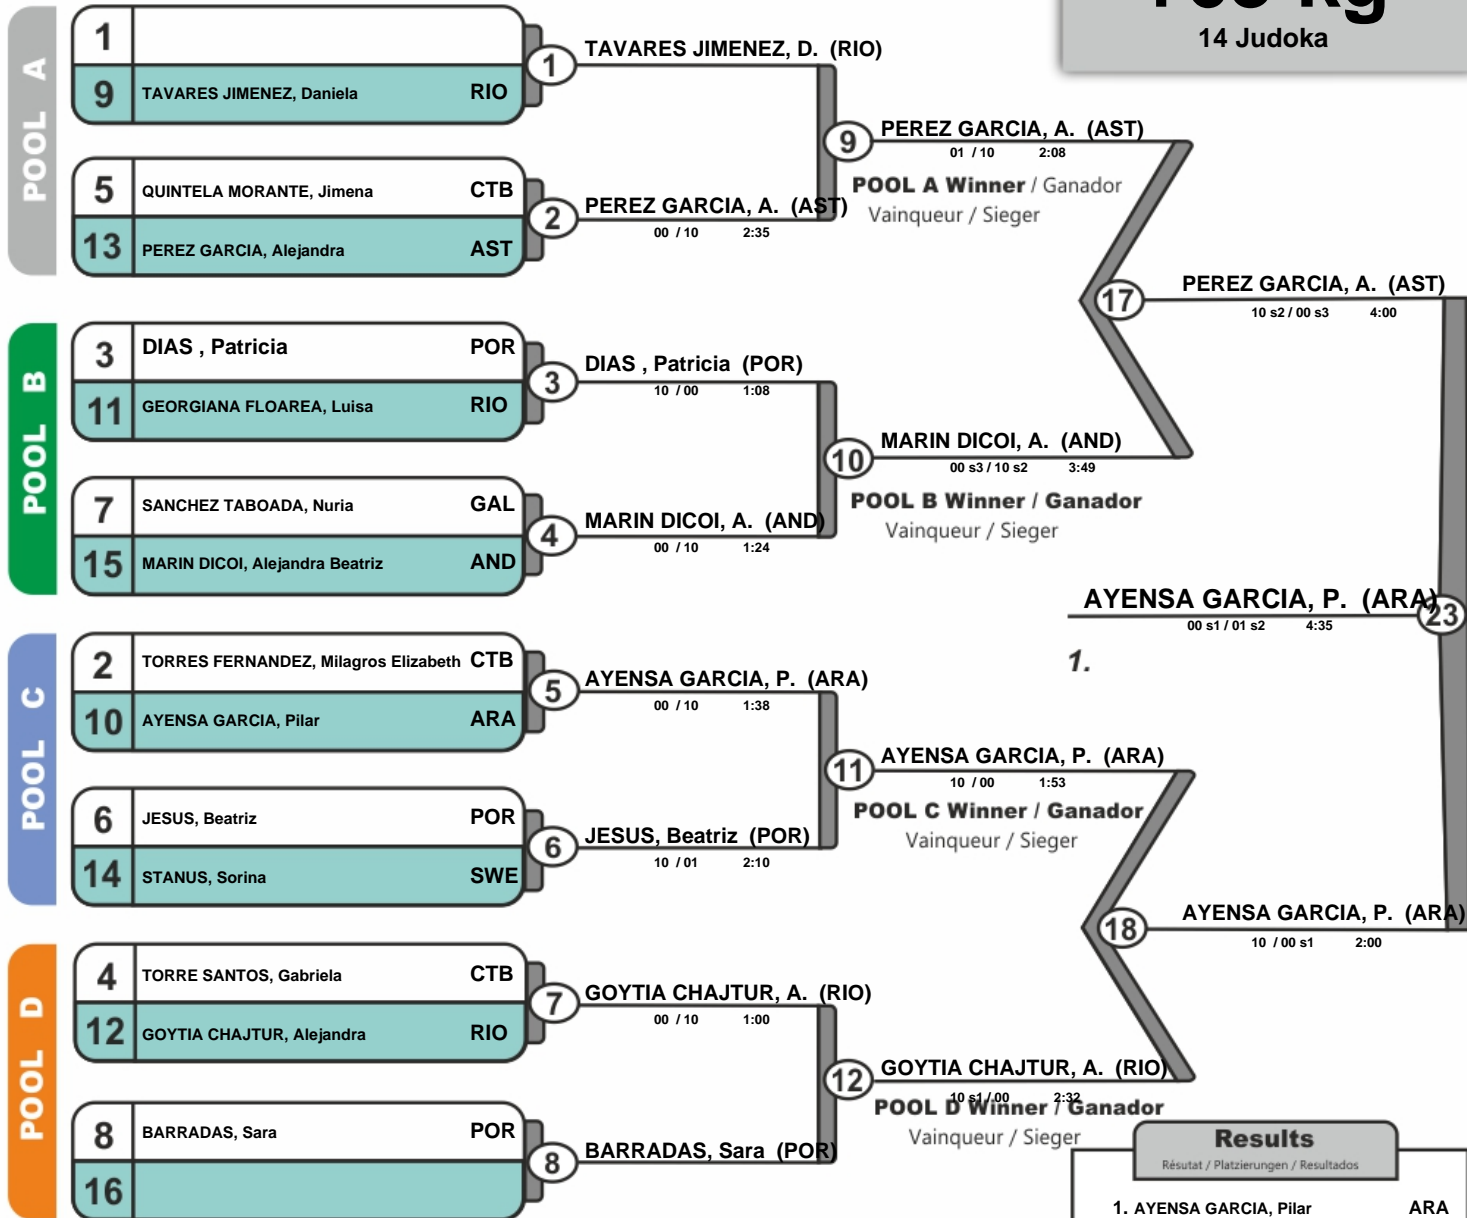 14 Judoka
POOL A
1
9 TAVARES JIMENEZ, Daniela RIO
1
TAVARES JIMENEZ, D. (RIO)
5 QUINTELA MORANTE, Jimena CTB
13 PEREZ GARCIA, Alejandra AST
2
PEREZ GARCIA, A. (AST)
00 / 10 2:35
9
PEREZ GARCIA, A. (AST)
01 / 10 2:08
POOL A Winner / Ganador
Vainqueur / Sieger
POOL B
3 DIAS , Patricia POR
11 GEORGIANA FLOAREA, Luisa RIO
3
DIAS , Patricia (POR)
10 / 00 1:08
7 SANCHEZ TABOADA, Nuria GAL
15 MARIN DICOI, Alejandra Beatriz AND
4
MARIN DICOI, A. (AND)
00 / 10 1:24
10
MARIN DICOI, A. (AND)
00 s3 / 10 s2 3:49
POOL B Winner / Ganador
Vainqueur / Sieger
17
PEREZ GARCIA, A. (AST)
10 s2 / 00 s3 4:00
AYENSA GARCIA, P. (ARA)
23
00 s1 / 01 s2 4:35
1.
POOL C
2 TORRES FERNANDEZ, Milagros Elizabeth CTB
10 AYENSA GARCIA, Pilar ARA
5
AYENSA GARCIA, P. (ARA)
00 / 10 1:38
6 JESUS, Beatriz POR
14 STANUS, Sorina SWE
6
JESUS, Beatriz (POR)
10 / 01 2:10
11
AYENSA GARCIA, P. (ARA)
10 / 00 1:53
POOL C Winner / Ganador
Vainqueur / Sieger
18
AYENSA GARCIA, P. (ARA)
10 / 00 s1 2:00
POOL D
4 TORRE SANTOS, Gabriela CTB
12 GOYTIA CHAJTUR, Alejandra RIO
7
GOYTIA CHAJTUR, A. (RIO)
00 / 10 1:00
8 BARRADAS, Sara POR
16
8
BARRADAS, Sara (POR)
12
GOYTIA CHAJTUR, A. (RIO)
10 s1 / 00 2:32
POOL D Winner / Ganador
Vainqueur / Sieger
Results
Résutat / Platzierungen / Resultados
1. AYENSA GARCIA, Pilar ARA